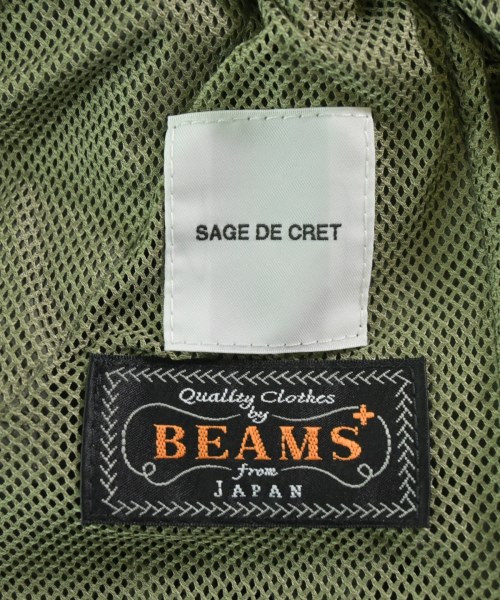 SAGE DE CRET
Quality Clothes
by
BEAMS+
from
JAPAN